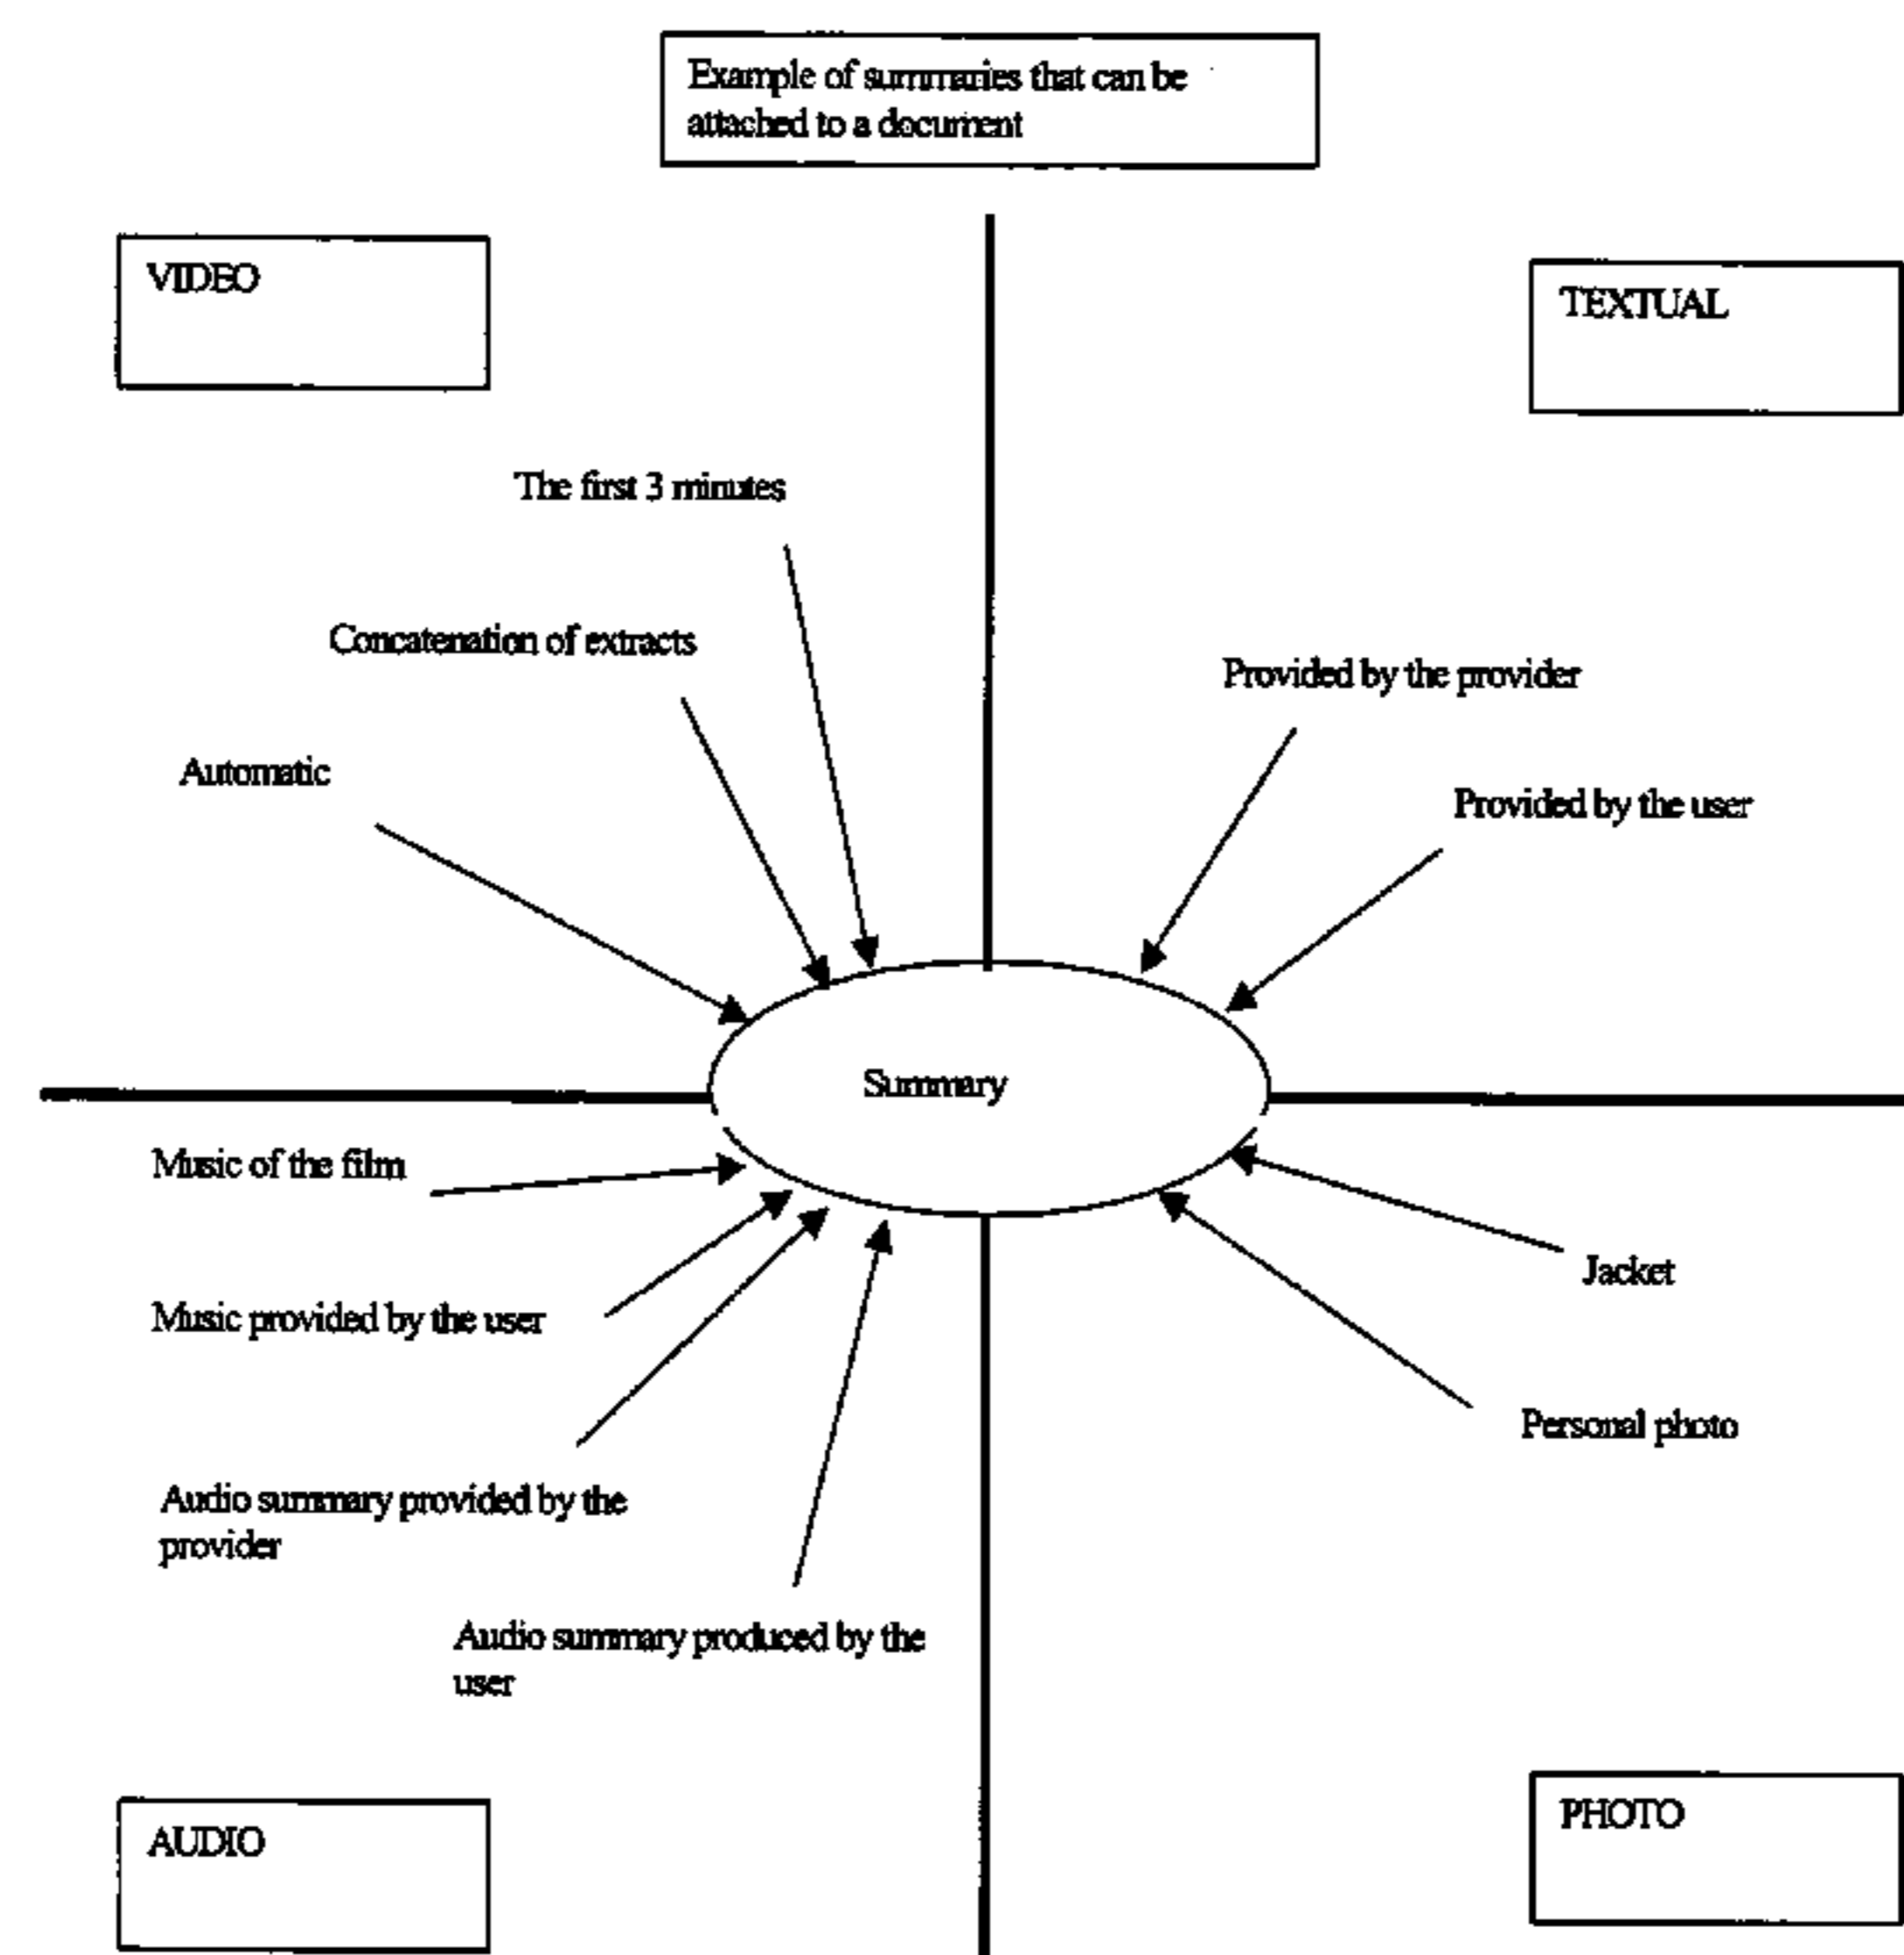 Example of summaries that can be
attached to a document
VIDEO
TEXTUAL
The first 3 minutes
Concatenation of extracts
Provided by the provider
Automatic
Provided by the user
Summary
Music of the film
Jacket
Music provided by the user
Personal photo
Audio summary provided by the
provider
Audio summary produced by the
user
PHOTO
AUDIO